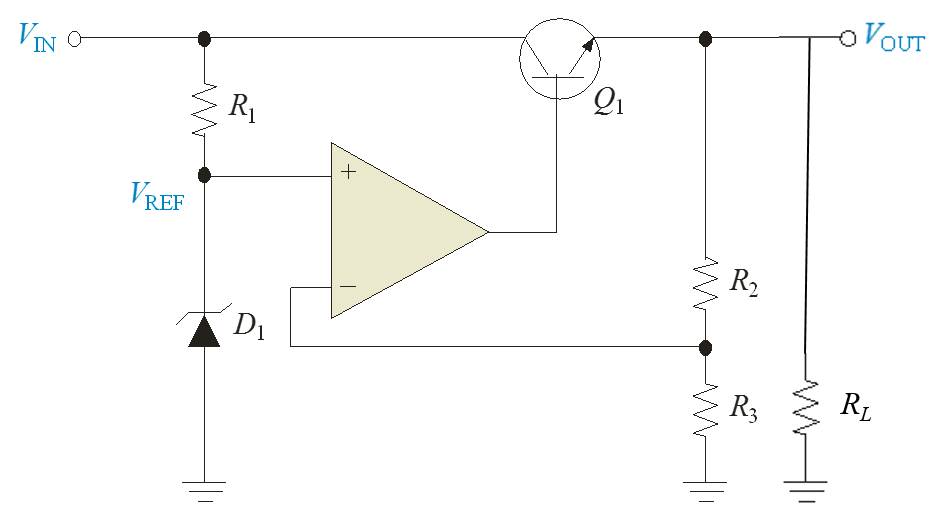 VIN
VOUT
Q1
R1
+
VREF
−
R2
D1
R3
RL